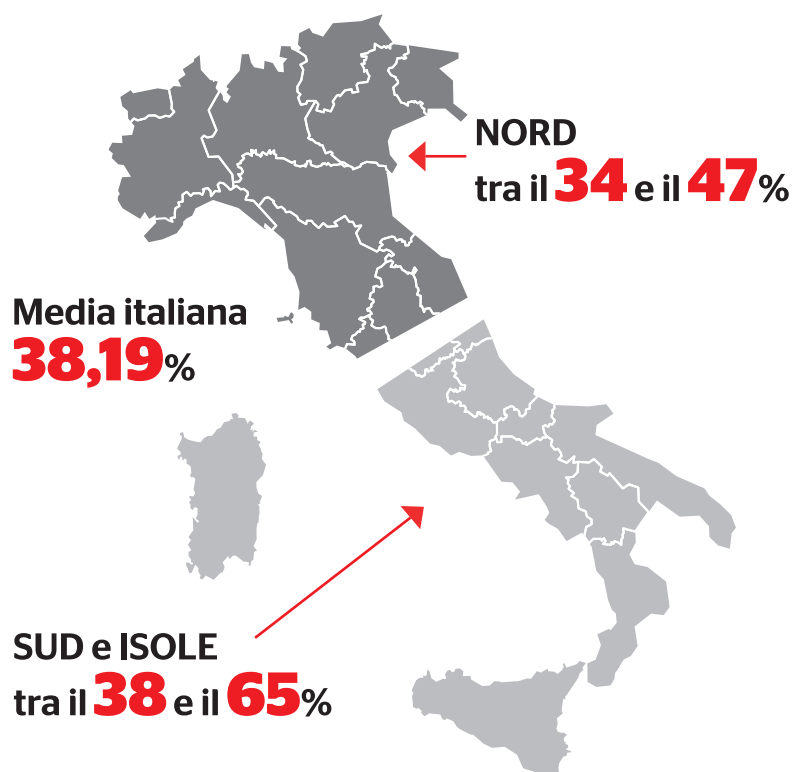 NORD
tra il 34 e il 47%
Media italiana
38,19%
SUD e ISOLE
tra il 38 e il 65%